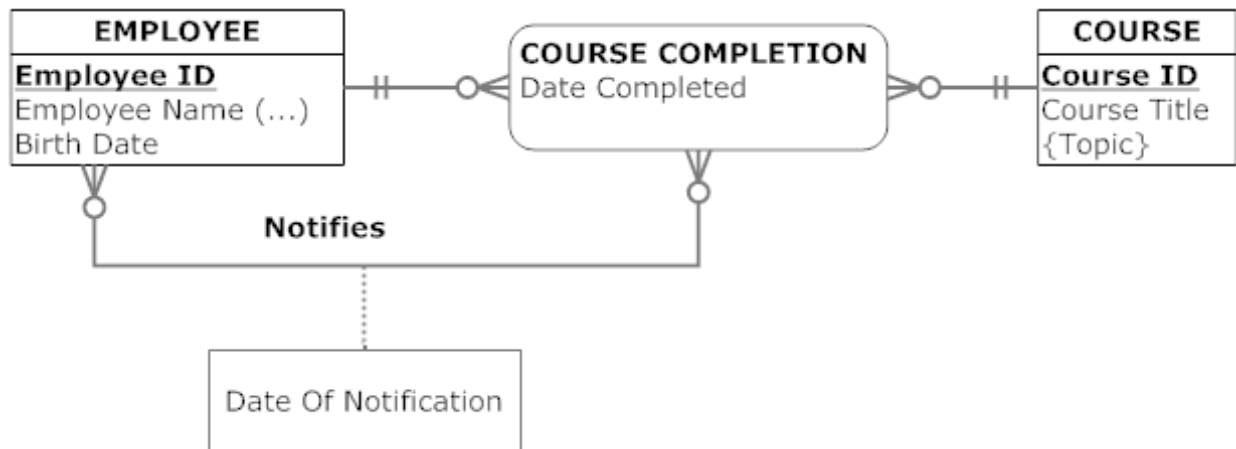 EMPLOYEE
Employee ID
Employee Name (...)
Birth Date
COURSE COMPLETION
Date Completed
COURSE
Course ID
Course Title
{Topic}
Notifies
Date Of Notification